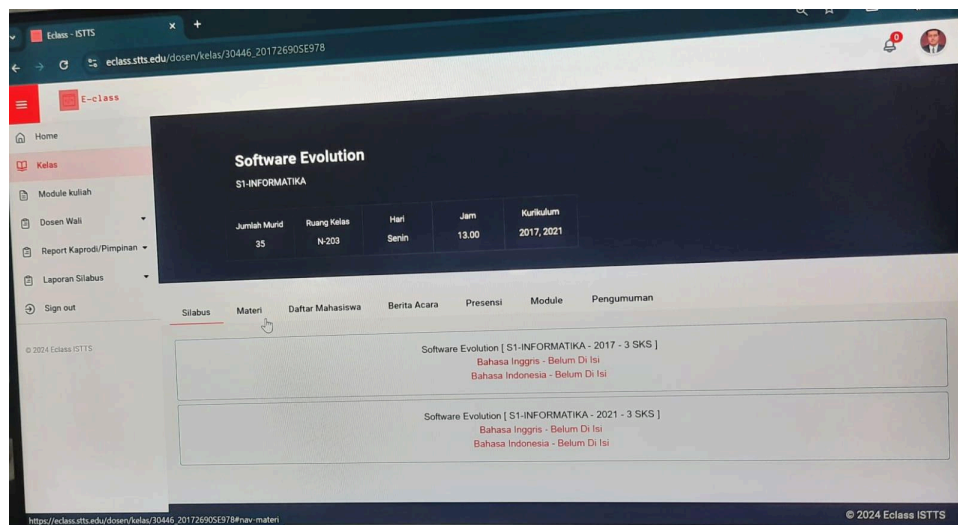 Eclass - ISTTS
eclass.stts.edu/dosen/kelas/30446_20172690SE978
0
E-class
Home
Kelas
Module kuliah
Dosen Wali
Report Kaprodi/Pimpinan
Laporan Silabus
Sign out
© 2024 Eclass ISTTS
Software Evolution
S1-INFORMATIKA
Jumlah Murid Ruang Kelas Hari Jam Kurikulum
35 N-203 Senin 13.00 2017, 2021
Silabus Materi Daftar Mahasiswa Berita Acara Presensi Module Pengumuman
Software Evolution [ S1-INFORMATIKA - 2017 - 3 SKS ]
Bahasa Inggris - Belum Di Isi
Bahasa Indonesia - Belum Di Isi
Software Evolution [ S1-INFORMATIKA - 2021 - 3 SKS ]
Bahasa Inggris - Belum Di Isi
Bahasa Indonesia - Belum Di Isi
https://eclass.stts.edu/dosen/kelas/30446_20172690SE978#nav-materi
© 2024 Eclass ISTTS